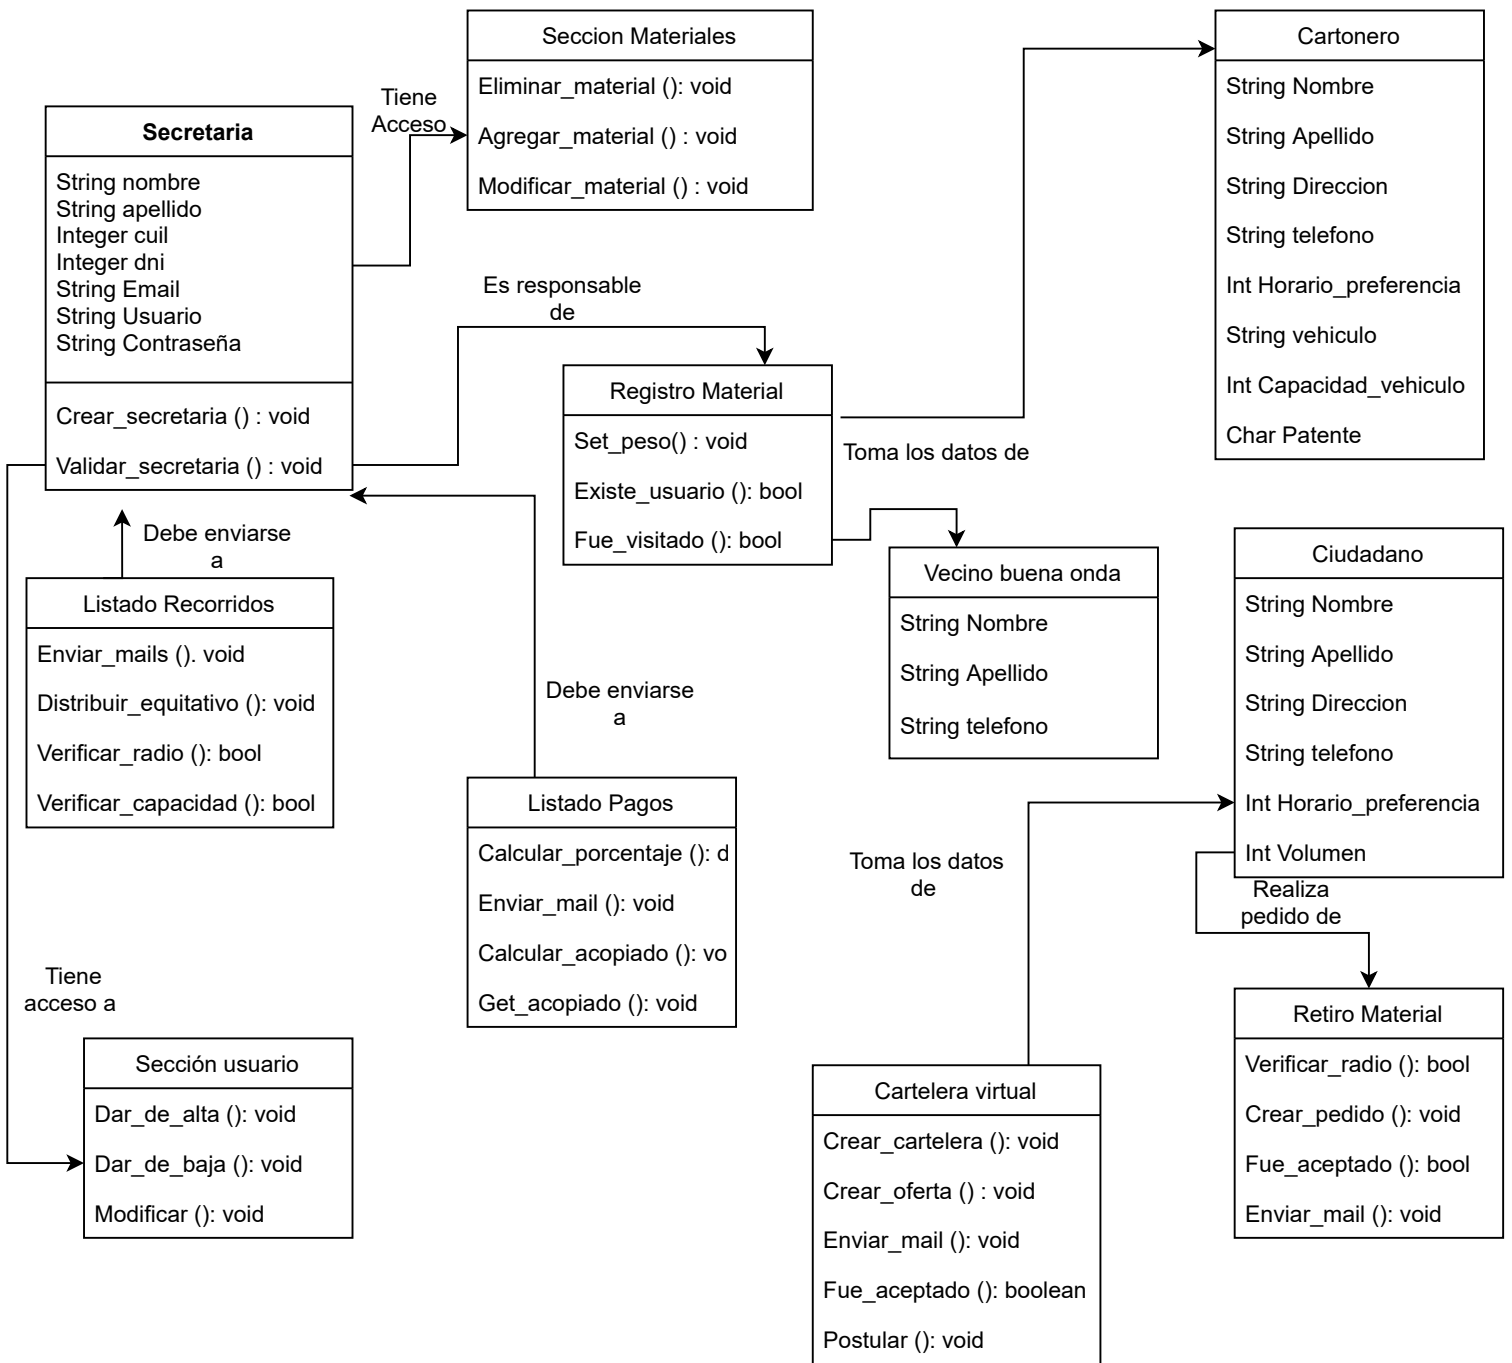 Seccion Materiales
Eliminar_material (): void
Agregar_material () : void
Modificar_material () : void
Cartonero
String Nombre
String Apellido
String Direccion
String telefono
Int Horario_preferencia
String vehiculo
Int Capacidad_vehiculo
Char Patente
Tiene
Acceso
Secretaria
String nombre
String apellido
Integer cuil
Integer dni
String Email
String Usuario
String Contraseña
Crear_secretaria () : void
Validar_secretaria () : void
Es responsable
de
Registro Material
Set_peso() : void
Existe_usuario (): bool
Fue_visitado (): bool
Toma los datos de
Debe enviarse
a
Listado Recorridos
Enviar_mails (). void
Distribuir_equitativo (): void
Verificar_radio (): bool
Verificar_capacidad (): bool
Vecino buena onda
String Nombre
String Apellido
String telefono
Ciudadano
String Nombre
String Apellido
String Direccion
String telefono
Int Horario_preferencia
Int Volumen
Debe enviarse
a
Listado Pagos
Calcular_porcentaje (): d
Enviar_mail (): void
Calcular_acopiado (): vo
Get_acopiado (): void
Toma los datos
de
Realiza
pedido de
Retiro Material
Verificar_radio (): bool
Crear_pedido (): void
Fue_aceptado (): bool
Enviar_mail (): void
Tiene
acceso a
Sección usuario
Dar_de_alta (): void
Dar_de_baja (): void
Modificar (): void
Cartelera virtual
Crear_cartelera (): void
Crear_oferta () : void
Enviar_mail (): void
Fue_aceptado (): boolean
Postular (): void